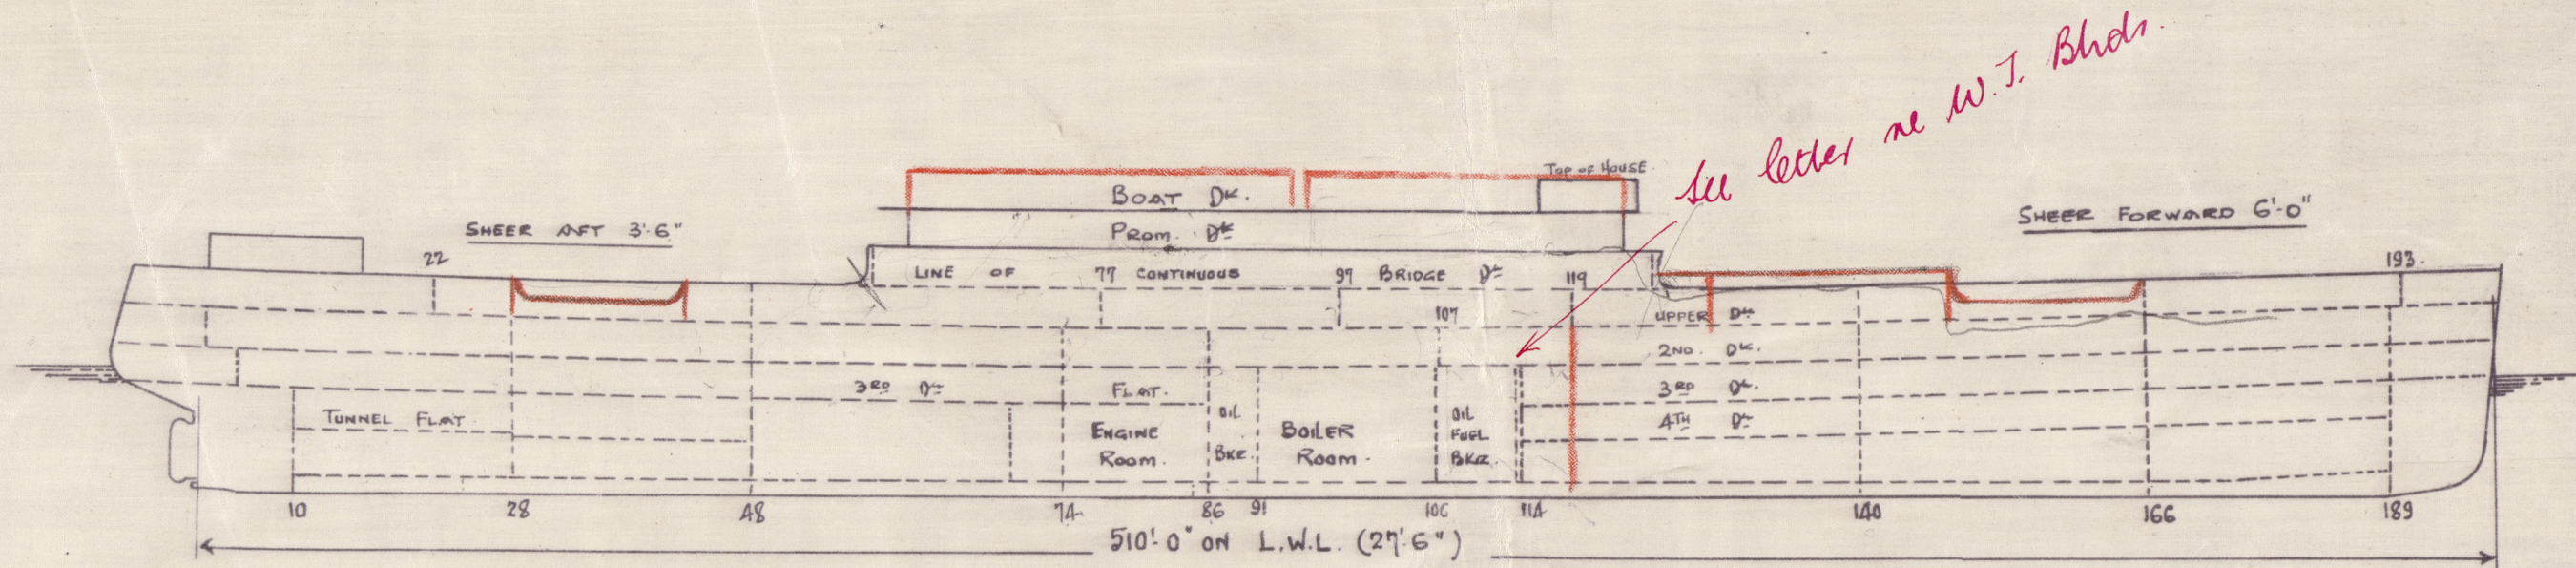 See letter re W.T. Bhds.
TOP OF HOUSE.
BOAT DK.
SHEER FORWARD 6'-0"
SHEER AFT 3'-6"
PROM. DK
22
193.
LINE OF 77 CONTINUOUS 97 BRIDGE DK 119
107
UPPER DK
2ND. DK.
3RD DK FLAT.
3RD DK.
TUNNEL FLAT.
OIL BKR.
OIL FUEL BKR.
4TH DK
ENGINE ROOM.
BOILER ROOM.
10 28 48 74 86 91 106 114 140 166 189
510'-0" ON L.W.L. (27'-6")